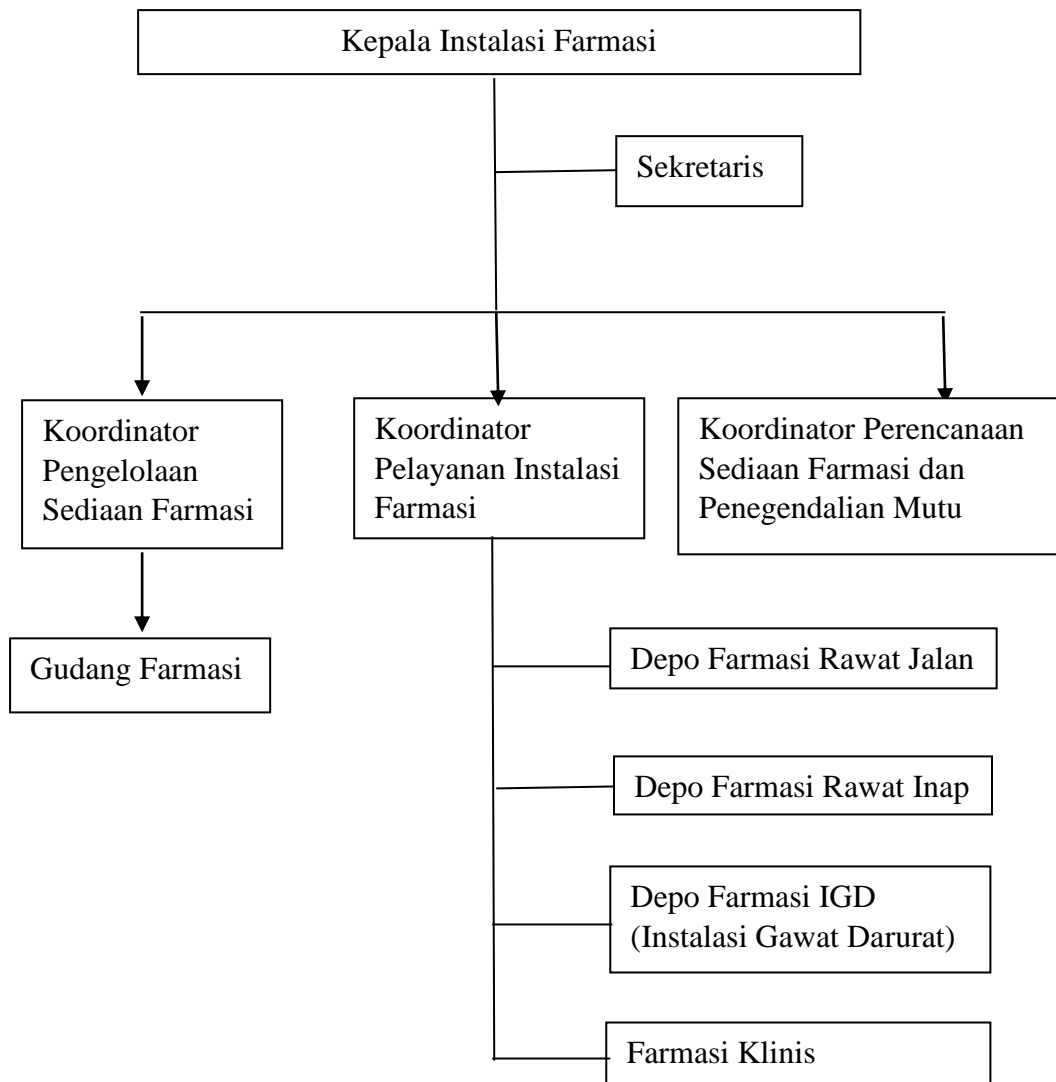 Kepala Instalasi Farmasi
Sekretaris
Koordinator
Pengelolaan
Sediaan Farmasi
Koordinator
Pelayanan Instalasi
Farmasi
Koordinator Perencanaan
Sediaan Farmasi dan
Penegendalian Mutu
Gudang Farmasi
Depo Farmasi Rawat Jalan
Depo Farmasi Rawat Inap
Depo Farmasi IGD
(Instalasi Gawat Darurat)
Farmasi Klinis